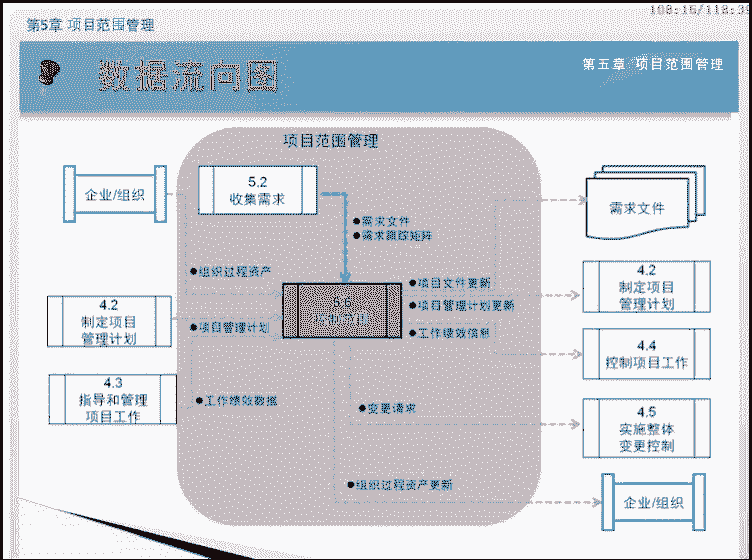 第5章 项目范围管理
数据流向图
第五章 项目范围管理
项目范围管理
企业/组织
5.2
收集需求
需求文件
●需求文件
●需求跟踪矩阵
●组织过程资产
4.2
制定项目
管理计划
5.6
●项目文件更新
●项目管理计划更新
●工作绩效信息
4.2
制定项目
管理计划
●项目管理计划
4.4
控制项目工作
4.3
指导和管理
项目工作
●工作绩效数据
●变更请求
4.5
实施整体
变更控制
●组织过程资产更新
企业/组织